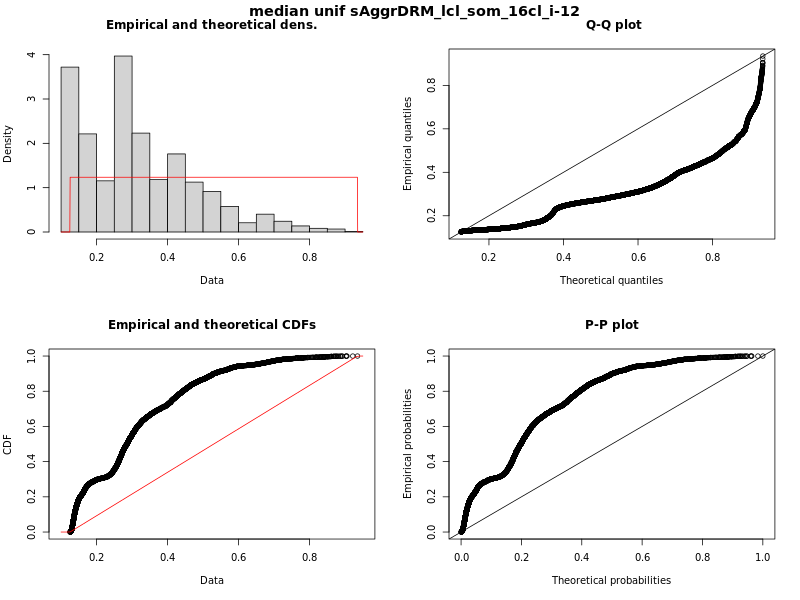 median unif sAggrDRM_lcl_som_16cl_i-12
Empirical and theoretical dens.
Density
0 1 2 3 4
0.2 0.4 0.6 0.8
Data
Q-Q plot
Empirical quantiles
0.2 0.4 0.6 0.8
0.2 0.4 0.6 0.8
Theoretical quantiles
Empirical and theoretical CDFs
CDF
0.0 0.2 0.4 0.6 0.8 1.0
0.2 0.4 0.6 0.8
Data
P-P plot
Empirical probabilities
0.0 0.2 0.4 0.6 0.8 1.0
0.0 0.2 0.4 0.6 0.8 1.0
Theoretical probabilities